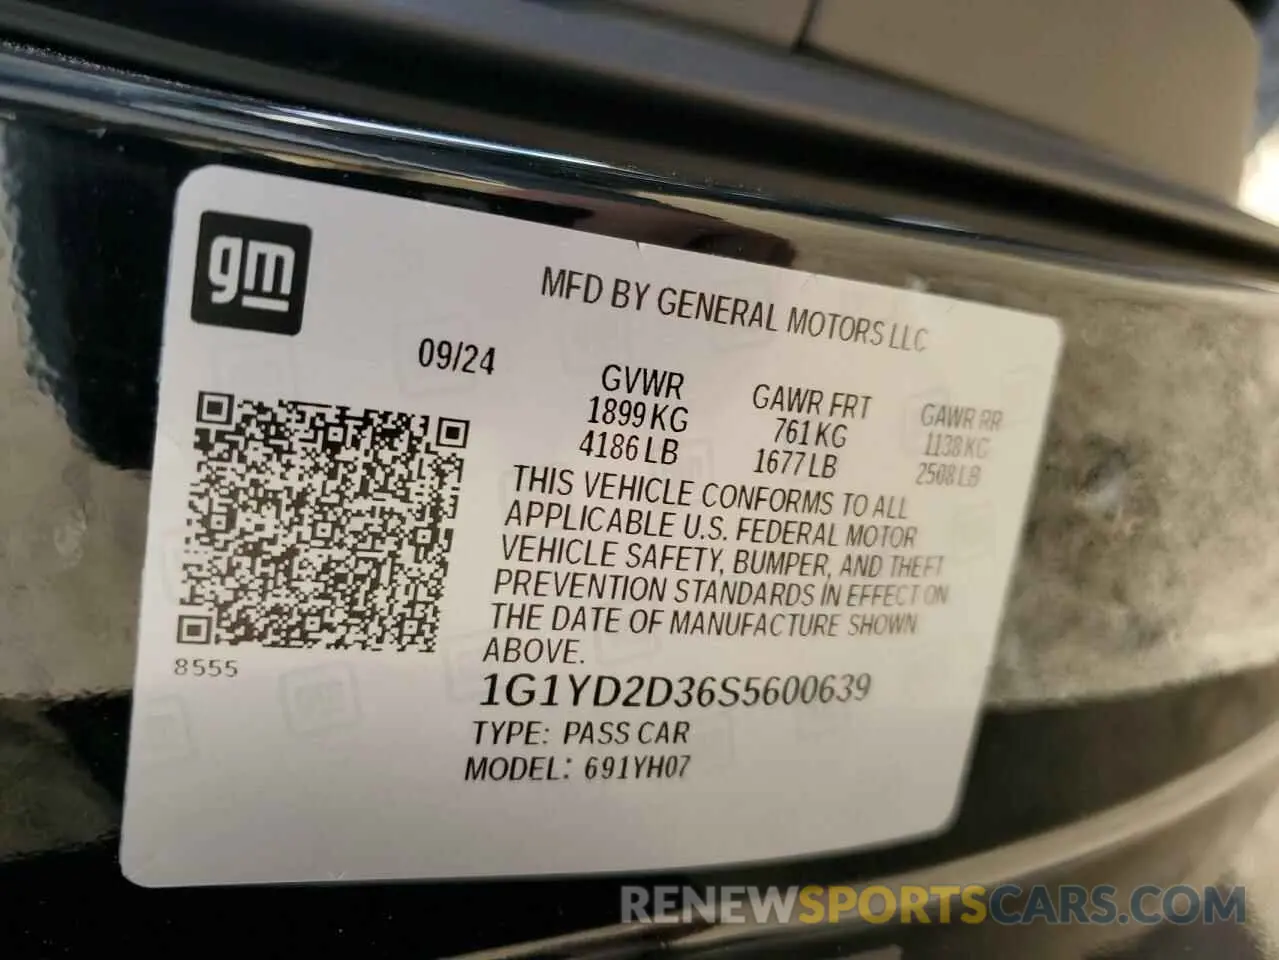 gm
MFD BY GENERAL MOTORS LLC
09/24
GVWR
1899 KG
4186 LB
GAWR FRT
761 KG
1677 LB
GAWR RR
1138 KG
2508 LB
THIS VEHICLE CONFORMS TO ALL
APPLICABLE U.S. FEDERAL MOTOR
VEHICLE SAFETY, BUMPER, AND THEFT
PREVENTION STANDARDS IN EFFECT ON
THE DATE OF MANUFACTURE SHOWN
ABOVE.
8555
1G1YD2D36S5600639
TYPE: PASS CAR
MODEL: 691YH07
RENEWSPORTSCARS.COM